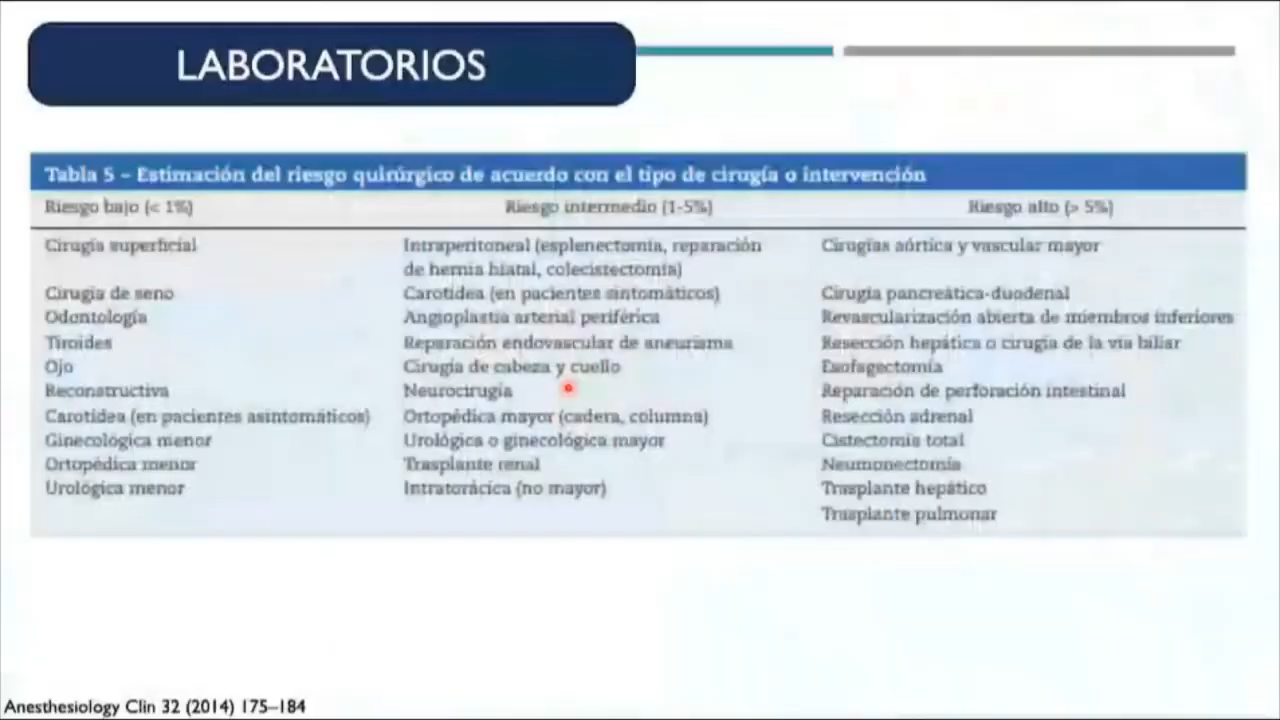 LABORATORIOS
Tabla 5 – Estimación del riesgo quirúrgico de acuerdo con el tipo de cirugía o intervención
Riesgo bajo (< 1%) Riesgo intermedio (1-5%) Riesgo alto (> 5%)
Cirugía superficial Intraperitoneal (esplenectomía, reparación Cirugías aórtica y vascular mayor
de hernia hiatal, colecistectomía)
Cirugía de seno Carotídea (en pacientes sintomáticos) Cirugía pancreática-duodenal
Odontología Angioplastia arterial periférica Revascularización abierta de miembros inferiores
Tiroides Reparación endovascular de aneurisma Resección hepática o cirugía de la vía biliar
Ojo Cirugía de cabeza y cuello Esofagectomía
Reconstructiva Neurocirugía Reparación de perforación intestinal
Carotídea (en pacientes asintomáticos) Ortopédica mayor (cadera, columna) Resección adrenal
Ginecológica menor Urológica o ginecológica mayor Cistectomía total
Ortopédica menor Trasplante renal Neumonectomía
Urológica menor Intratorácica (no mayor) Trasplante hepático
Trasplante pulmonar
Anesthesiology Clin 32 (2014) 175–184